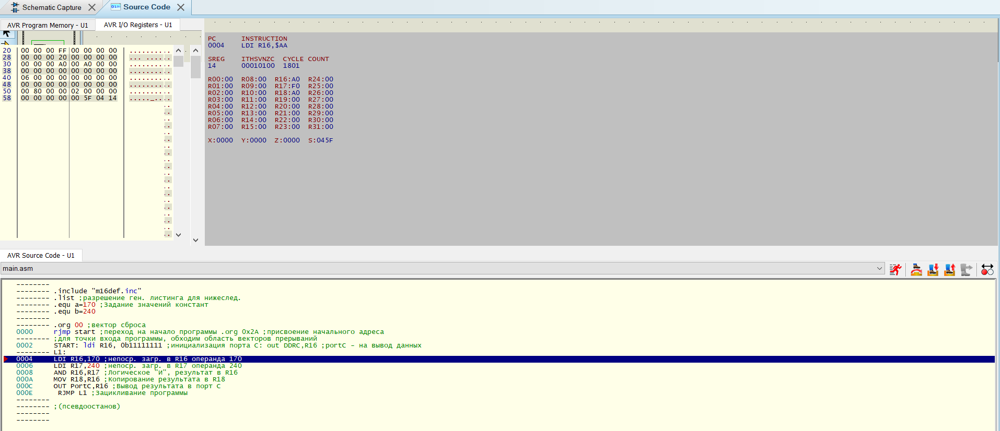 Schematic Capture
Source Code
AVR Program Memory - U1
AVR I/O Registers - U1
20 00 00 00 FF 00 00 00 00 ..........
28 00 00 00 20 00 00 00 00 ... ......
30 00 00 00 A0 00 A0 00 00 ..........
38 00 00 00 00 00 00 00 00 ..........
40 06 00 00 00 00 00 00 00 ..........
48 00 00 00 00 00 00 00 00 ..........
50 00 80 00 00 02 00 00 00 ..........
58 00 00 00 00 00 5F 04 14 ....._....
PC INSTRUCTION
0004 LDI R16,$AA
SREG ITHSVNZC CYCLE COUNT
14 00010100 1801
R00:00 R08:00 R16:A0 R24:00
R01:00 R09:00 R17:F0 R25:00
R02:00 R10:00 R18:A0 R26:00
R03:00 R11:00 R19:00 R27:00
R04:00 R12:00 R20:00 R28:00
R05:00 R13:00 R21:00 R29:00
R06:00 R14:00 R22:00 R30:00
R07:00 R15:00 R23:00 R31:00
X:0000 Y:0000 Z:0000 S:045F
AVR Source Code - U1
main.asm
--------
-------- .include "m16def.inc"
-------- .list ;разрешение ген. листинга для нижеслед.
-------- .equ a=170 ;Задание значений констант
-------- .equ b=240
--------
-------- .org 00 ;вектор сброса
0000 rjmp start ;переход на начало программы .org 0x2A ;присвоение начального адреса
-------- ;для точки входа программы, обходим область векторов прерываний
0002 START: ldi R16, 0b11111111 ;инициализация порта C: out DDRC,R16 ;portC – на вывод данных
-------- L1:
0004 LDI R16,170 ;непоср. загр. в R16 операнда 170
0006 LDI R17,240 ;непоср. загр. в R17 операнда 240
0008 AND R16,R17 ;Логическое "И", результат в R16
000A MOV R18,R16 ;Копирование результата в R18
000C OUT PortC,R16 ;Вывод результата в порт C
000E RJMP L1 ;Зацикливание программы
--------
-------- ;(псевдоостанов)
--------
--------